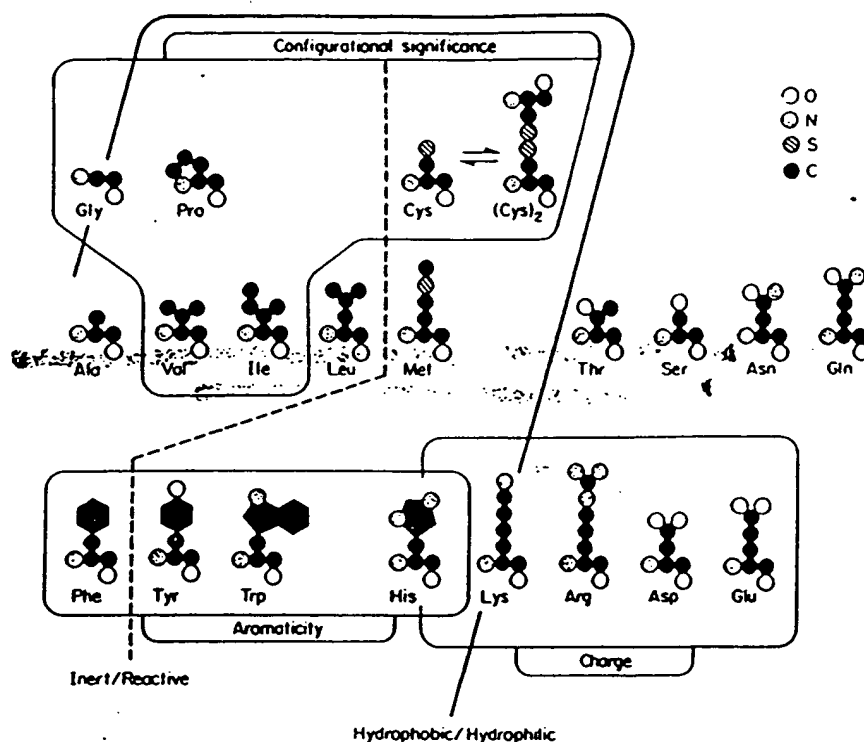 Configurational significance
O
N
S
C
Gly
Pro
Cys
(Cys)2
Ala
Val
Ile
Leu
Met
Thr
Ser
Asn
Gln
Phe
Tyr
Trp
His
Lys
Arg
Asp
Glu
Aromaticity
Charge
Inert/Reactive
Hydrophobic/Hydrophilic